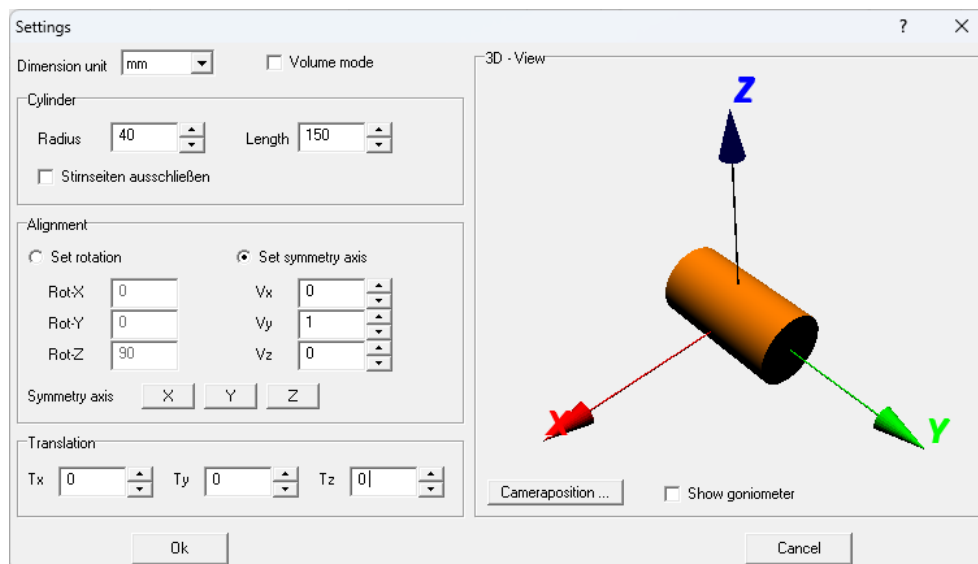 Settings ?
Dimension unit mm Volume mode
Cylinder
Radius 40 Length 150
Stirnseiten ausschließen
Alignment
Set rotation Set symmetry axis
Rot-X 0 Vx 0
Rot-Y 0 Vy 1
Rot-Z 90 Vz 0
Symmetry axis X Y Z
Translation
Tx 0 Ty 0 Tz 0
Ok
3D - View
Z
X
Y
Cameraposition ... Show goniometer
Cancel